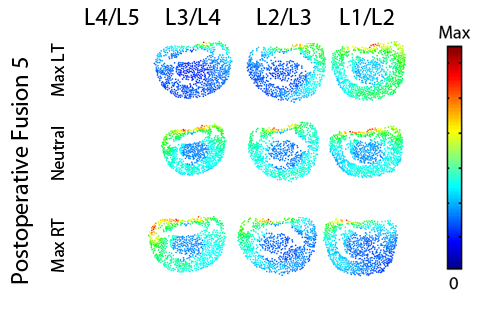 L4/L5 L3/L4 L2/L3 L1/L2
Max
Postoperative Fusion 5
Max LT
Neutral
Max RT
0